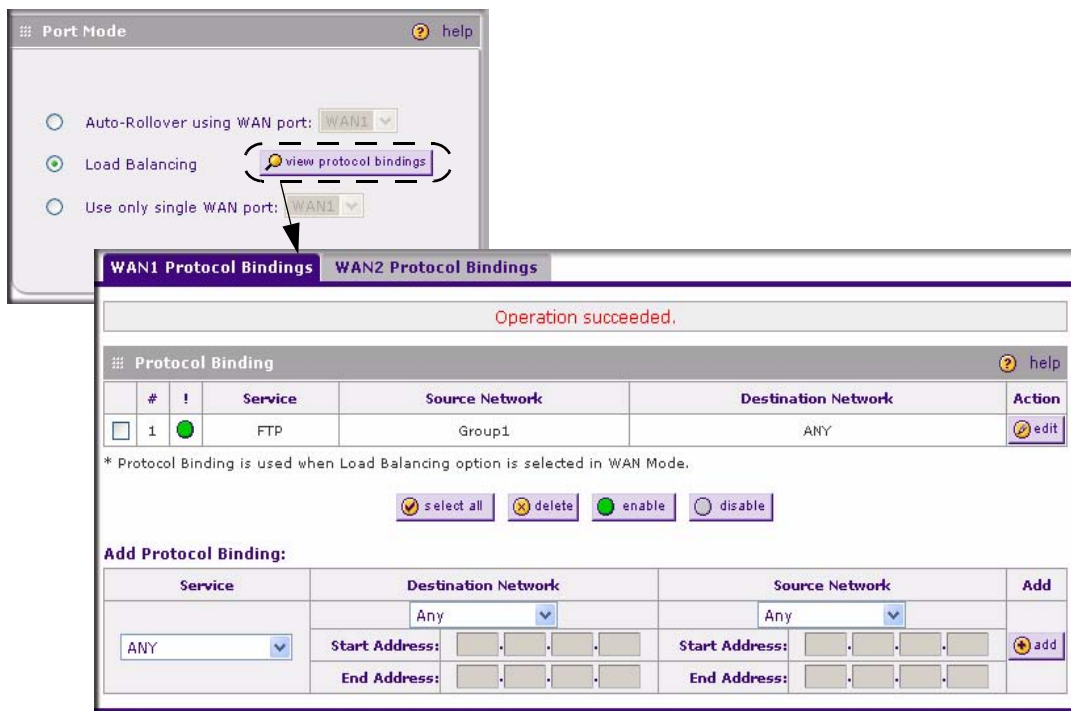 Port Mode help
Auto-Rollover using WAN port: WAN1
Load Balancing view protocol bindings
Use only single WAN port: WAN1
WAN1 Protocol Bindings WAN2 Protocol Bindings
Operation succeeded.
Protocol Binding help
# ! Service Source Network Destination Network Action
1 FTP Group1 ANY edit
* Protocol Binding is used when Load Balancing option is selected in WAN Mode.
select all delete enable disable
Add Protocol Binding:
Service Destination Network Source Network Add
Any Any
ANY Start Address: . . . Start Address: . . . add
End Address: . . . End Address: . . .